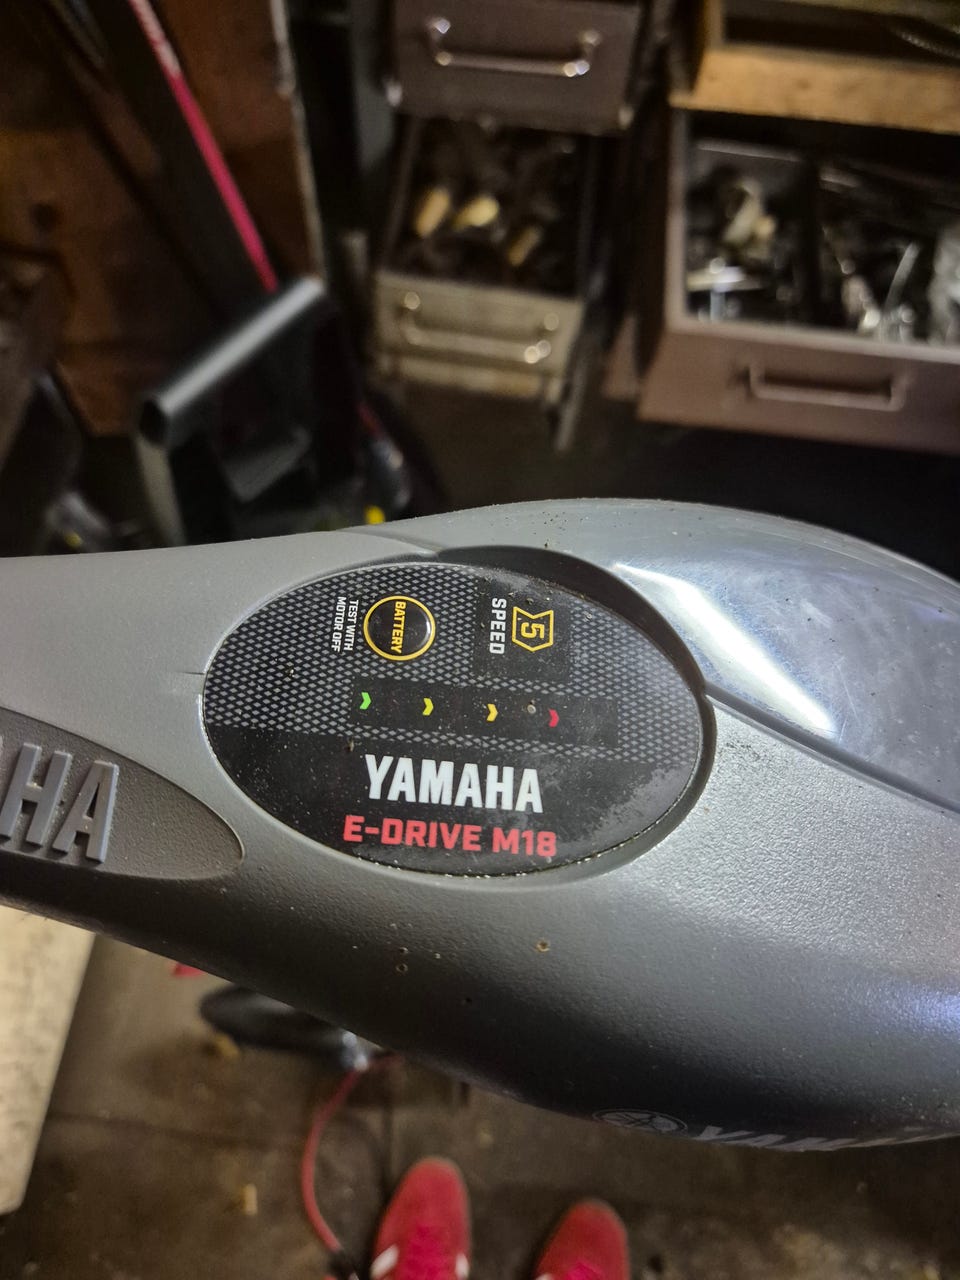 BATTERY
TEST WITH
MOTOR OFF
5
SPEED
YAMAHA
E-DRIVE M18
HA
YAMAHA